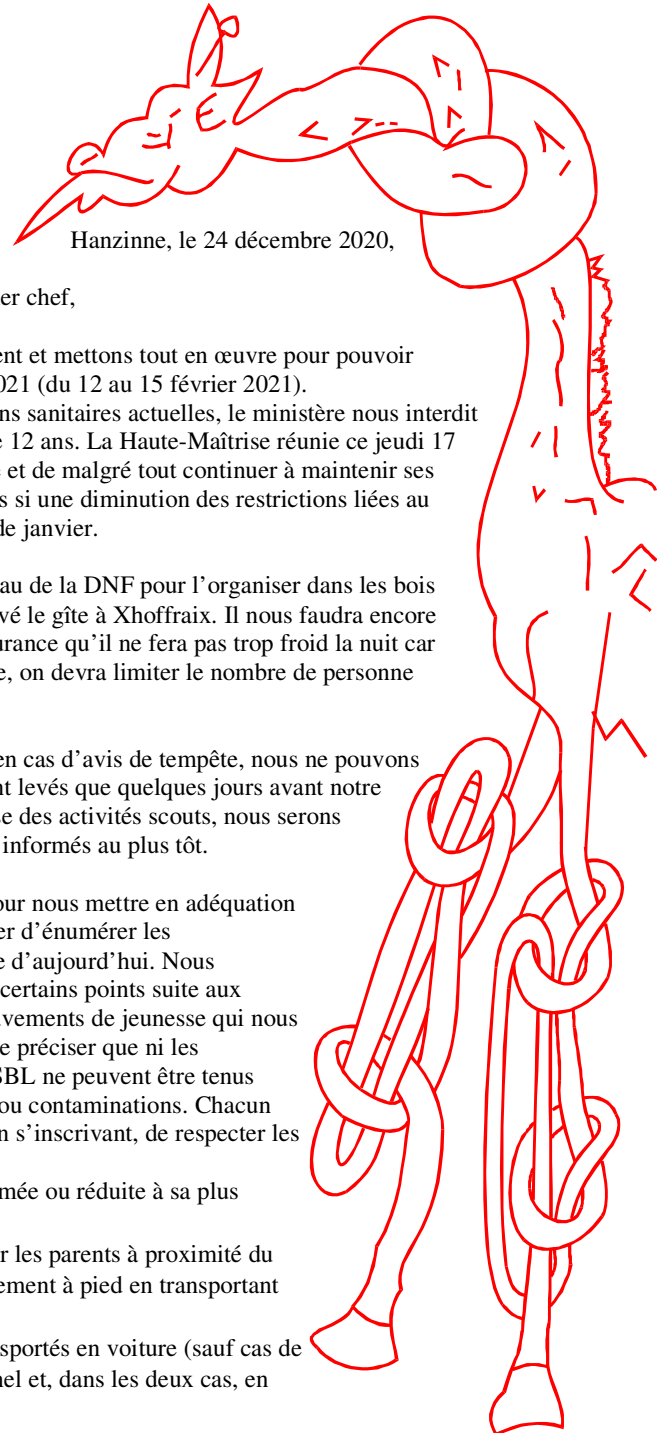 Hanzinne, le 24 décembre 2020,
er chef,
ent et mettons tout en œuvre pour pouvoir
2021 (du 12 au 15 février 2021).
ns sanitaires actuelles, le ministère nous interdit
e 12 ans. La Haute-Maîtrise réunie ce jeudi 17
e et de malgré tout continuer à maintenir ses
s si une diminution des restrictions liées au
de janvier.
au de la DNF pour l’organiser dans les bois
vé le gîte à Xhoffraix. Il nous faudra encore
urance qu’il ne fera pas trop froid la nuit car
e, on devra limiter le nombre de personne
en cas d’avis de tempête, nous ne pouvons
nt levés que quelques jours avant notre
se des activités scouts, nous serons
informés au plus tôt.
our nous mettre en adéquation
er d’énumérer les
e d’aujourd’hui. Nous
certains points suite aux
uvements de jeunesse qui nous
e préciser que ni les
SBL ne peuvent être tenus
ou contaminations. Chacun
n s’inscrivant, de respecter les
mée ou réduite à sa plus
r les parents à proximité du
ement à pied en transportant
sportés en voiture (sauf cas de
nel et, dans les deux cas, en